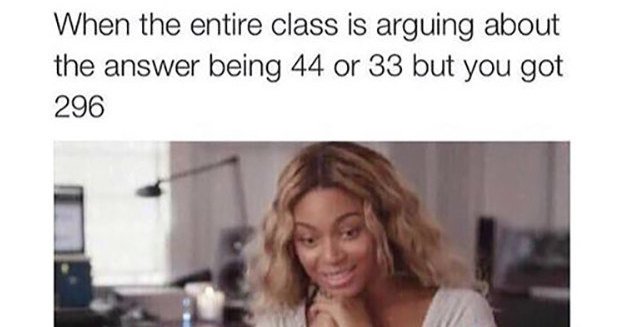 When the entire class is arguing about
the answer being 44 or 33 but you got
296